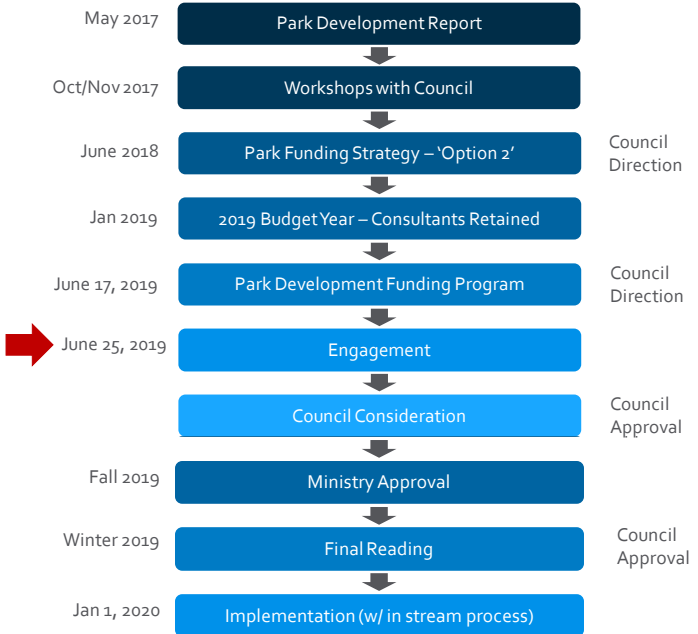 May 2017
Park Development Report
Oct/Nov 2017
Workshops with Council
June 2018
Park Funding Strategy – ‘Option 2’
Council
Direction
Jan 2019
2019 Budget Year – Consultants Retained
June 17, 2019
Park Development Funding Program
Council
Direction
June 25, 2019
Engagement
Council Consideration
Council
Approval
Fall 2019
Ministry Approval
Winter 2019
Final Reading
Council
Approval
Jan 1, 2020
Implementation (w/ in stream process)